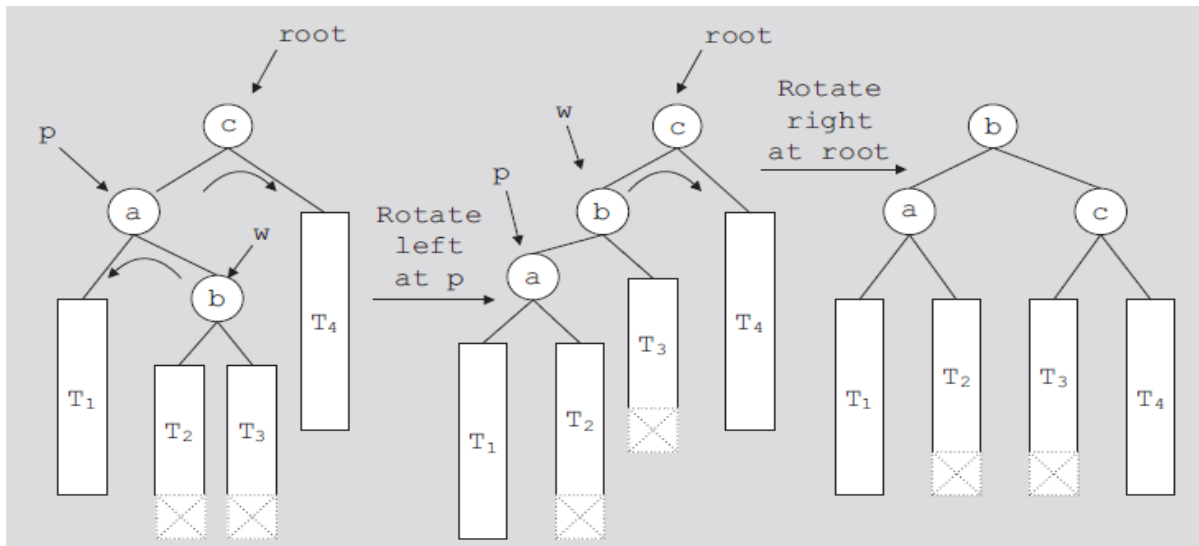 root
c
p
a
w
b
T₁
T₂
T₃
T₄
Rotate
left
at p
root
c
w
b
p
a
T₁
T₂
T₃
T₄
Rotate
right
at root
b
a
c
T₁
T₂
T₃
T₄